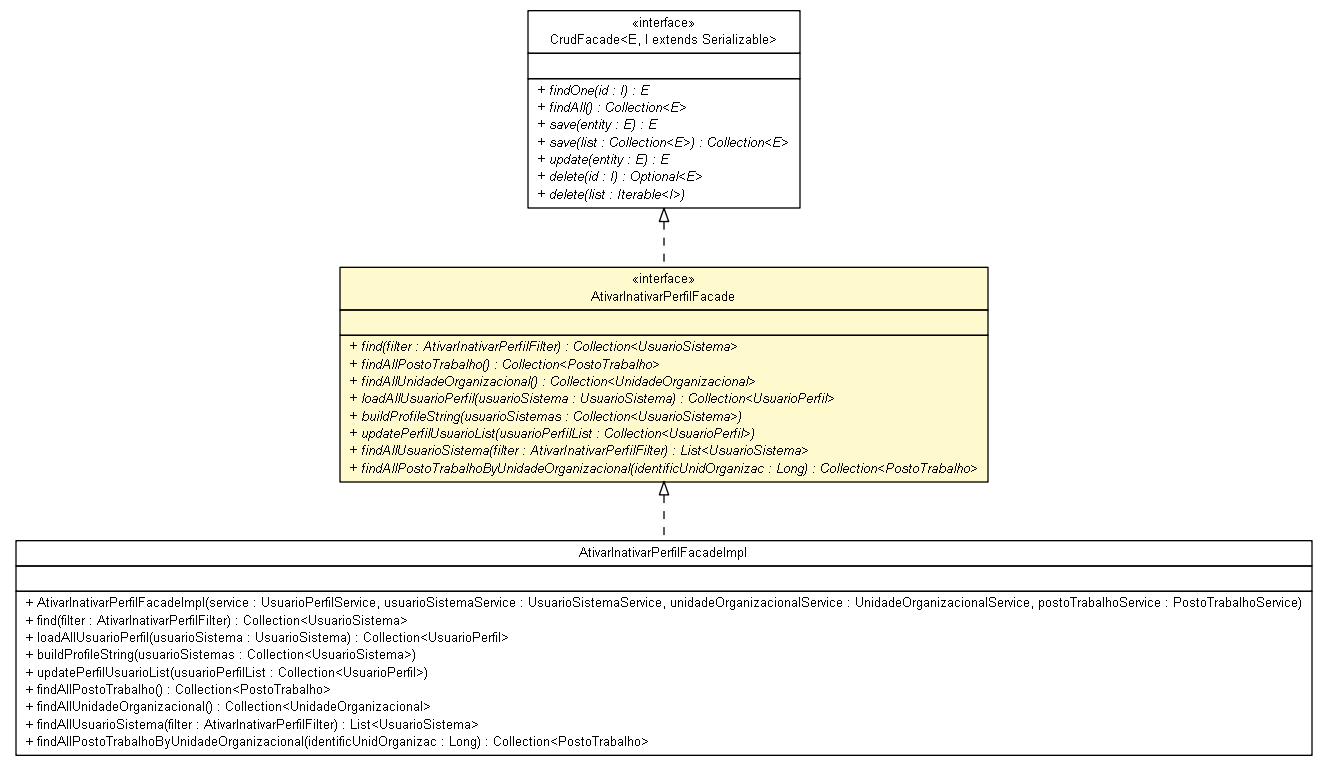 «interface»
CrudFacade<E, I extends Serializable>
+ findOne(id : I) : E
+ findAll() : Collection<E>
+ save(entity : E) : E
+ save(list : Collection<E>) : Collection<E>
+ update(entity : E) : E
+ delete(id : I) : Optional<E>
+ delete(list : Iterable<I>)
«interface»
AtivarInativarPerfilFacade
+ find(filter : AtivarInativarPerfilFilter) : Collection<UsuarioSistema>
+ findAllPostoTrabalho() : Collection<PostoTrabalho>
+ findAllUnidadeOrganizacional() : Collection<UnidadeOrganizacional>
+ loadAllUsuarioPerfil(usuarioSistema : UsuarioSistema) : Collection<UsuarioPerfil>
+ buildProfileString(usuarioSistemas : Collection<UsuarioSistema>)
+ updatePerfilUsuarioList(usuarioPerfilList : Collection<UsuarioPerfil>)
+ findAllUsuarioSistema(filter : AtivarInativarPerfilFilter) : List<UsuarioSistema>
+ findAllPostoTrabalhoByUnidadeOrganizacional(identificUnidOrganizac : Long) : Collection<PostoTrabalho>
AtivarInativarPerfilFacadeImpl
+ AtivarInativarPerfilFacadeImpl(service : UsuarioPerfilService, usuarioSistemaService : UsuarioSistemaService, unidadeOrganizacionalService : UnidadeOrganizacionalService, postoTrabalhoService : PostoTrabalhoService)
+ find(filter : AtivarInativarPerfilFilter) : Collection<UsuarioSistema>
+ loadAllUsuarioPerfil(usuarioSistema : UsuarioSistema) : Collection<UsuarioPerfil>
+ buildProfileString(usuarioSistemas : Collection<UsuarioSistema>)
+ updatePerfilUsuarioList(usuarioPerfilList : Collection<UsuarioPerfil>)
+ findAllPostoTrabalho() : Collection<PostoTrabalho>
+ findAllUnidadeOrganizacional() : Collection<UnidadeOrganizacional>
+ findAllUsuarioSistema(filter : AtivarInativarPerfilFilter) : List<UsuarioSistema>
+ findAllPostoTrabalhoByUnidadeOrganizacional(identificUnidOrganizac : Long) : Collection<PostoTrabalho>